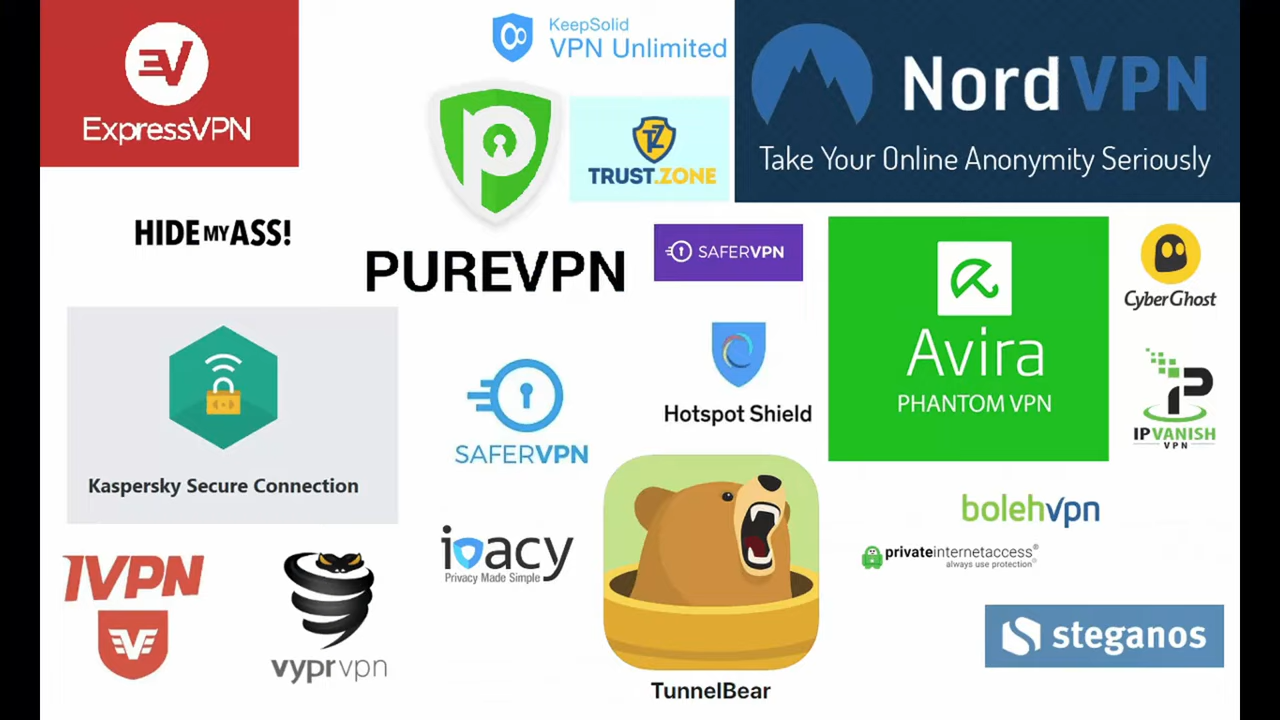 ExpressVPN
KeepSolid
VPN Unlimited
NordVPN
Take Your Online Anonymity Seriously
TZ
TRUST.ZONE
HIDE MY ASS!
PUREVPN
SAFERVPN
CyberGhost
Avira
PHANTOM VPN
Hotspot Shield
SAFERVPN
IPVANISH
VPN
Kaspersky Secure Connection
bolehvpn
ivacy
Privacy Made Simple
privateinternetaccess®
always use protection®
IVPN
vyprvpn
steganos
TunnelBear